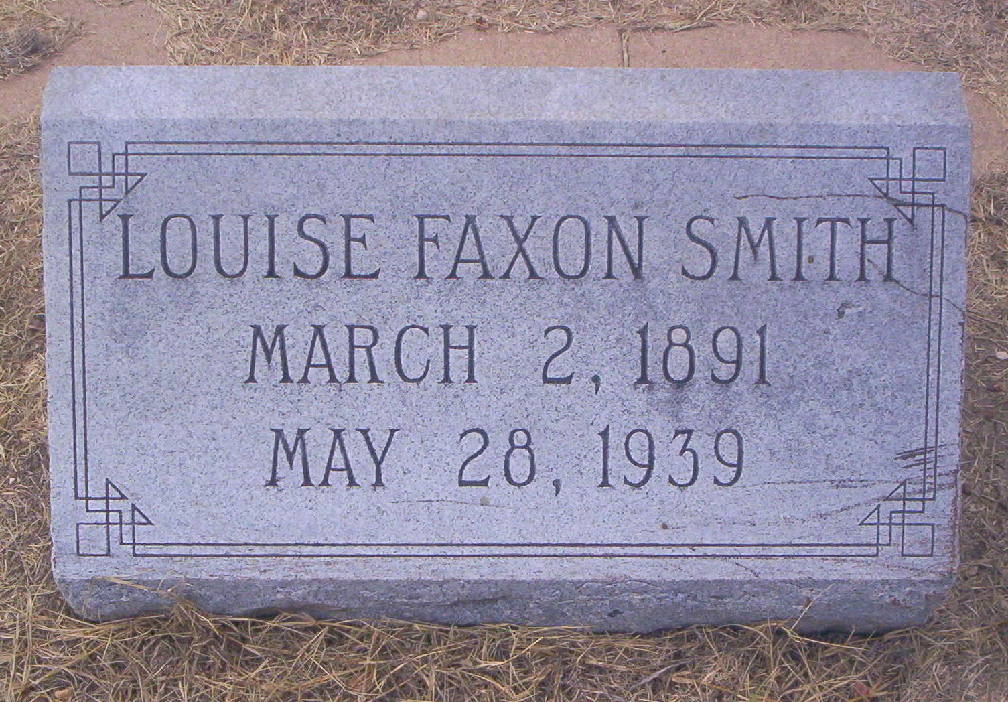 LOUISE FAXON SMITH
MARCH 2, 1891
MAY 28, 1939